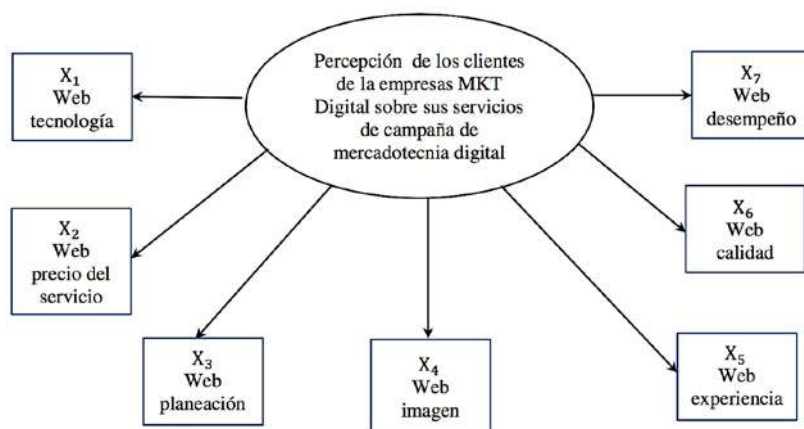 Percepción de los clientes
de la empresas MKT
Digital sobre sus servicios
de campaña de
mercadotecnia digital
X₁
Web
tecnología
X₂
Web
precio del
servicio
X₃
Web
planeación
X₄
Web
imagen
X₅
Web
experiencia
X₆
Web
calidad
X₇
Web
desempeño